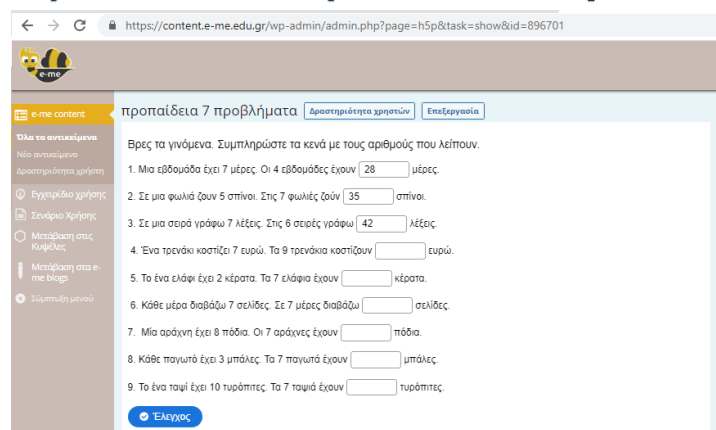 https://content.e-me.edu.gr/wp-admin/admin.php?page=h5p&task=show&id=896701
e-me
e-me content
Όλα τα αντικείμενα
Νέο αντικείμενο
Δραστηριότητα χρήστη
Εγχειρίδιο χρήσης
Σενάριο Χρήσης
Μετάβαση στις
Κυψέλες
Μετάβαση στα e-
me blogs
Σύμπτυξη μενού
προπαίδεια 7 προβλήματα Δραστηριότητα χρηστών Επεξεργασία
Βρες τα γινόμενα. Συμπληρώστε τα κενά με τους αριθμούς που λείπουν.
1. Μια εβδομάδα έχει 7 μέρες. Οι 4 εβδομάδες έχουν 28 μέρες.
2. Σε μια φωλιά ζουν 5 σπίνοι. Στις 7 φωλιές ζούν 35 σπίνοι.
3. Σε μια σειρά γράφω 7 λέξεις. Στις 6 σειρές γράφω 42 λέξεις.
4. Ένα τρενάκι κοστίζει 7 ευρώ. Τα 9 τρενάκια κοστίζουν ευρώ.
5. Το ένα ελάφι έχει 2 κέρατα. Τα 7 ελάφια έχουν κέρατα.
6. Κάθε μέρα διαβάζω 7 σελίδες. Σε 7 μέρες διαβάζω σελίδες.
7. Μία αράχνη έχει 8 πόδια. Οι 7 αράχνες έχουν πόδια.
8. Κάθε παγωτό έχει 3 μπάλες. Τα 7 παγωτά έχουν μπάλες.
9. Το ένα ταψί έχει 10 τυρόπιτες. Τα 7 ταψιά έχουν τυρόπιτες.
Έλεγχος